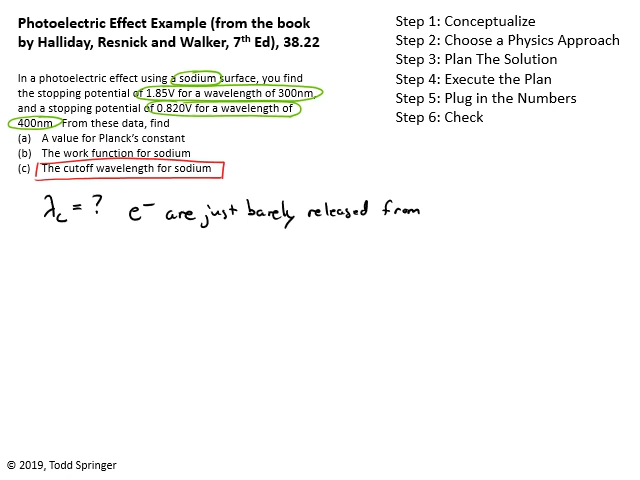 Photoelectric Effect Example (from the book
by Halliday, Resnick and Walker, 7th Ed), 38.22
In a photoelectric effect using a sodium surface, you find
the stopping potential of 1.85V for a wavelength of 300nm,
and a stopping potential of 0.820V for a wavelength of
400nm. From these data, find
(a) A value for Planck's constant
(b) The work function for sodium
(c) The cutoff wavelength for sodium
Step 1: Conceptualize
Step 2: Choose a Physics Approach
Step 3: Plan The Solution
Step 4: Execute the Plan
Step 5: Plug in the Numbers
Step 6: Check
λc = ? e⁻ are just barely released from
© 2019, Todd Springer